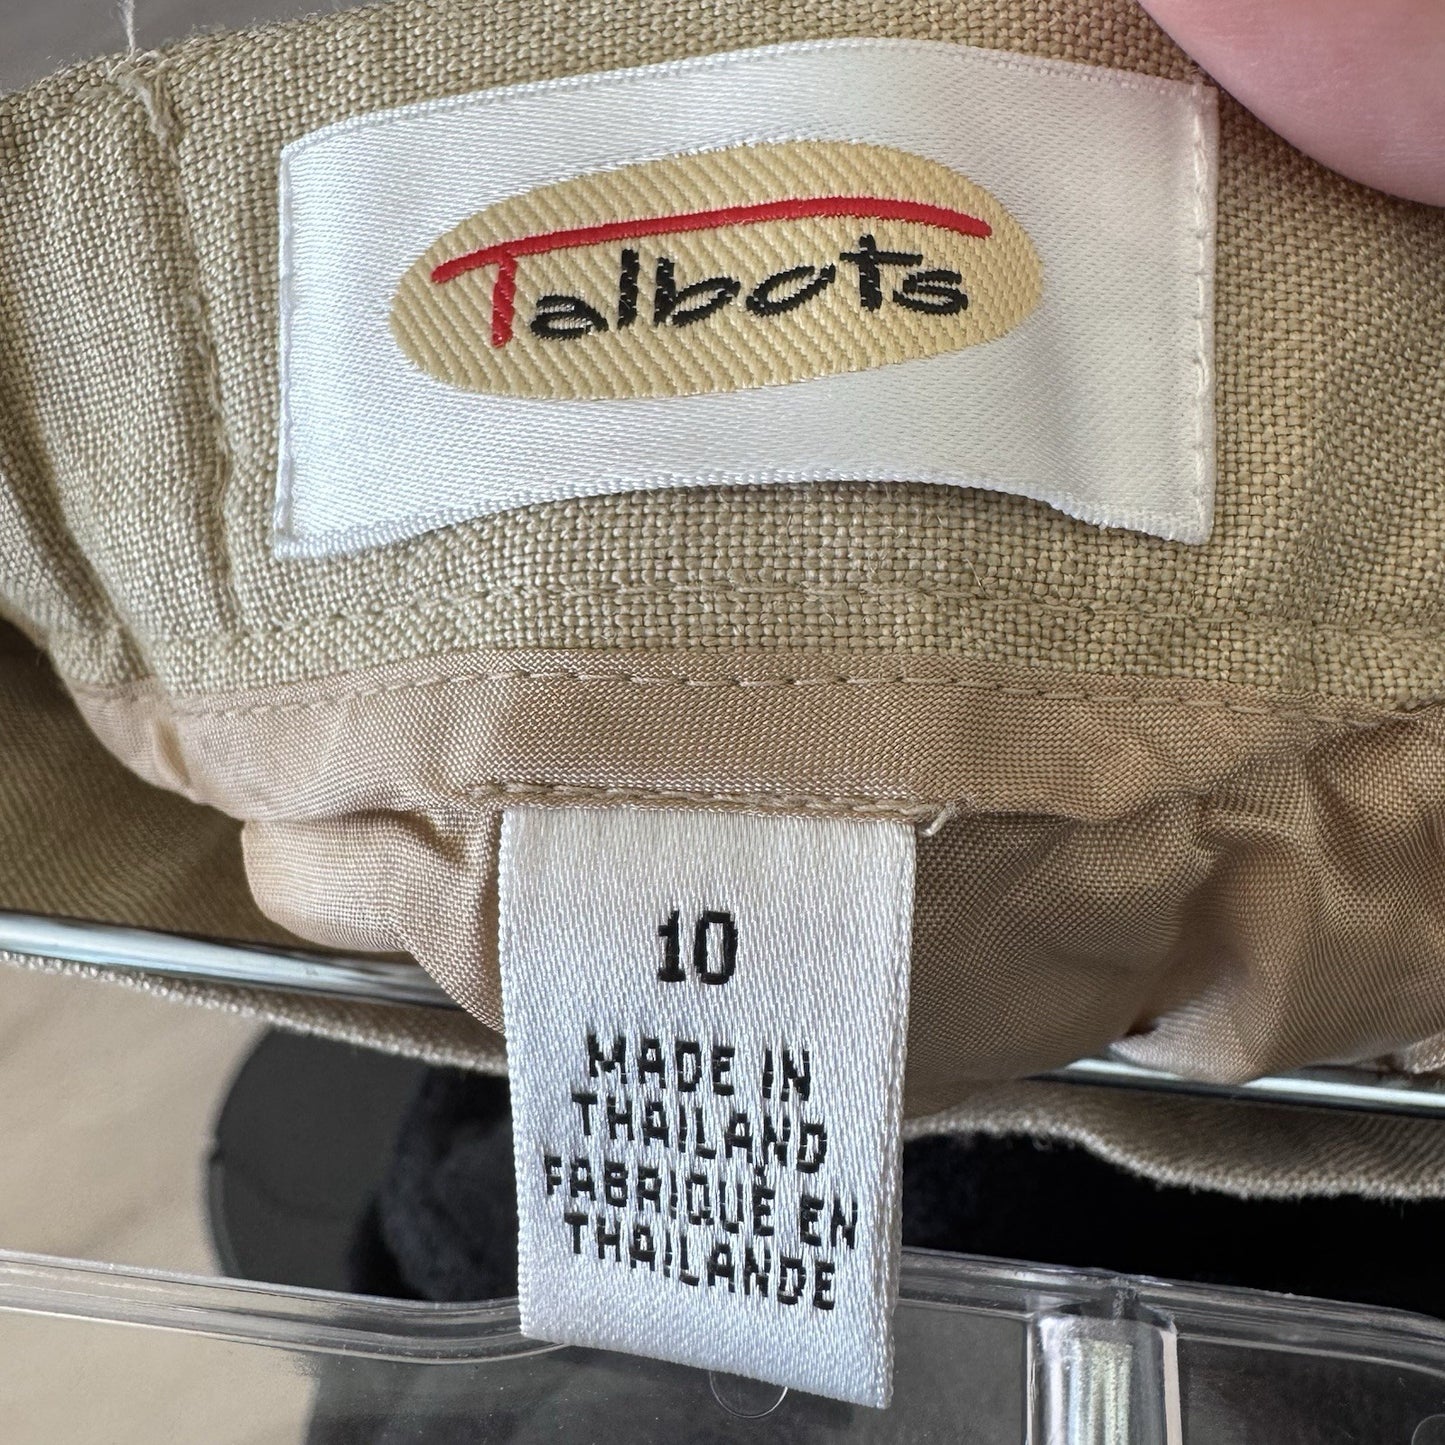 Talbots
10
MADE IN
THAILAND
FABRIQUÉ EN
THAILANDE